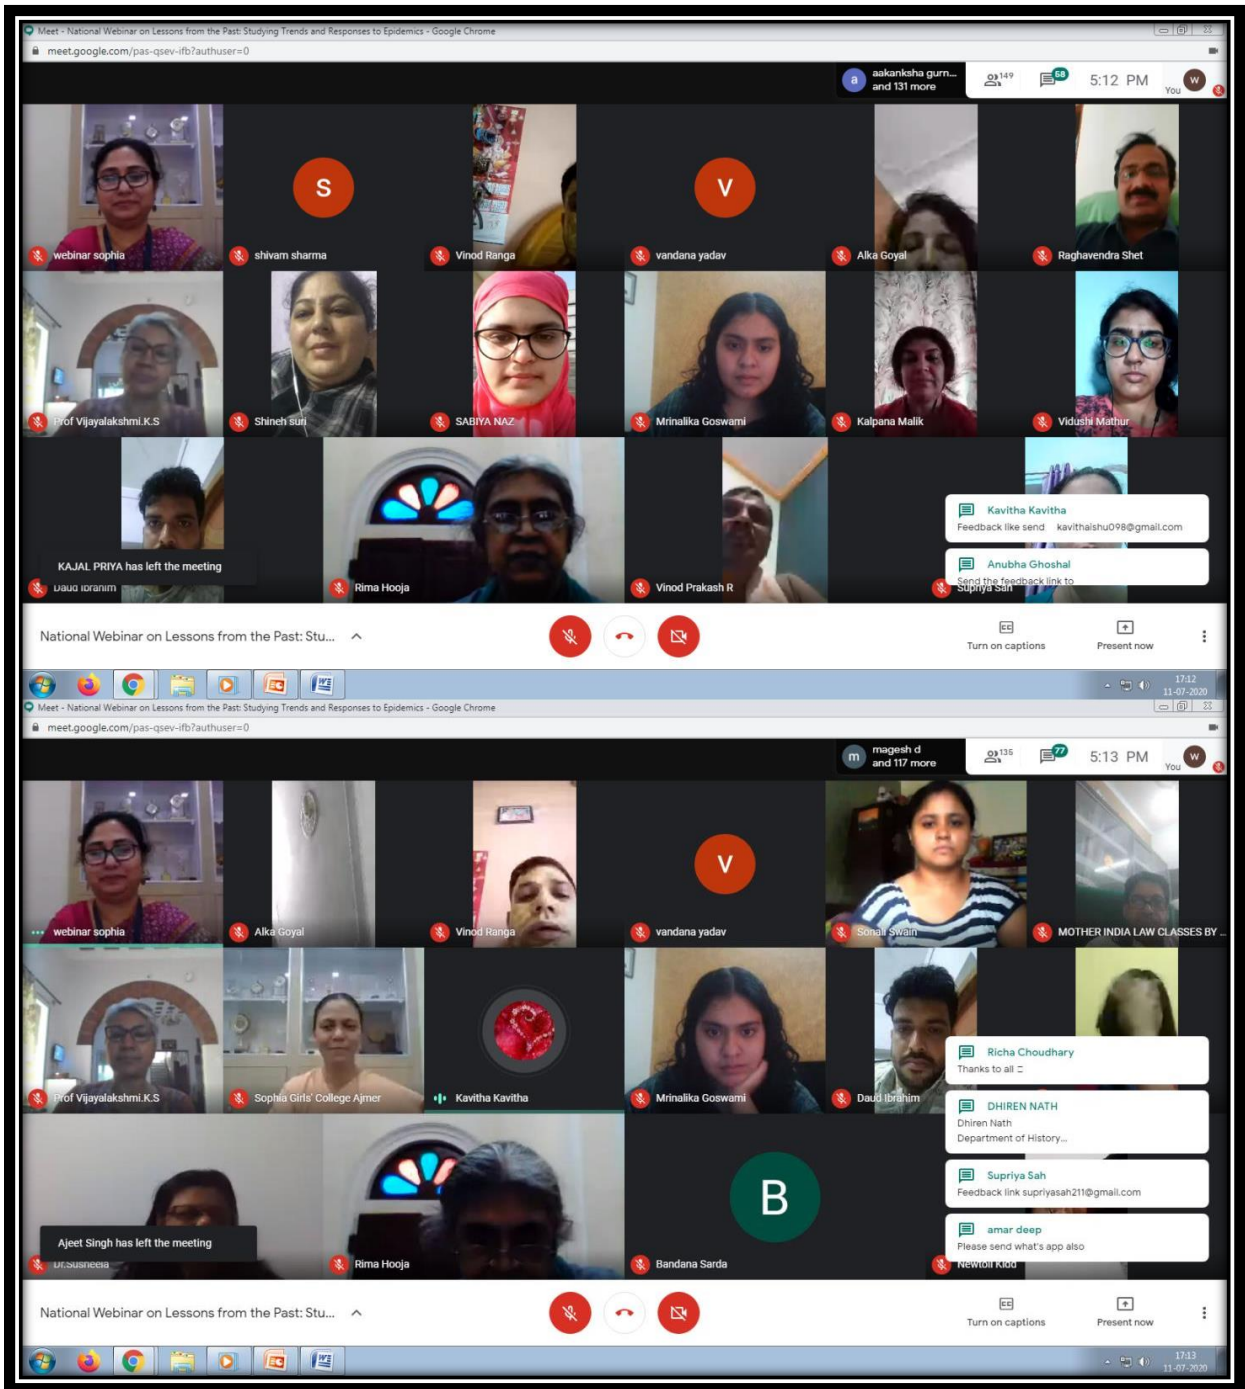 Meet - National Webinar on Lessons from the Past: Studying Trends and Responses to Epidemics - Google Chrome
meet.google.com/pas-qsev-ifb?authuser=0
a
aakanksha gurn...
and 131 more
149
58
5:12 PM
You
W
webinar sophia
S
shivam sharma
Vinod Ranga
V
vandana yadav
Alka Goyal
Raghavendra Shet
Prof Vijayalakshmi.K.S
Shineh suri
SABIYA NAZ
Mrinalika Goswami
Kalpana Malik
Vidushi Mathur
KAJAL PRIYA has left the meeting
Daud Ibrahim
Rima Hooja
Vinod Prakash R
Supriya Sah
Kavitha Kavitha
Feedback like send kavithaishu098@gmail.com
Anubha Ghoshal
Send the feedback link to
National Webinar on Lessons from the Past: Stu...
CC
Turn on captions
Present now
17:12
11-07-2020
Meet - National Webinar on Lessons from the Past: Studying Trends and Responses to Epidemics - Google Chrome
meet.google.com/pas-qsev-ifb?authuser=0
m
magesh d
and 117 more
135
77
5:13 PM
You
W
webinar sophia
Alka Goyal
Vinod Ranga
V
vandana yadav
Sonali Swain
MOTHER INDIA LAW CLASSES BY ...
Prof Vijayalakshmi.K.S
Sophia Girls' College Ajmer
Kavitha Kavitha
Mrinalika Goswami
Daud Ibrahim
Richa Choudhary
Thanks to all
DHIREN NATH
Dhiren Nath
Department of History...
Supriya Sah
Feedback link supriyasah211@gmail.com
amar deep
Please send what's app also
Ajeet Singh has left the meeting
Dr.Susheela
Rima Hooja
B
Bandana Sarda
Newton Kidd
National Webinar on Lessons from the Past: Stu...
CC
Turn on captions
Present now
17:13
11-07-2020